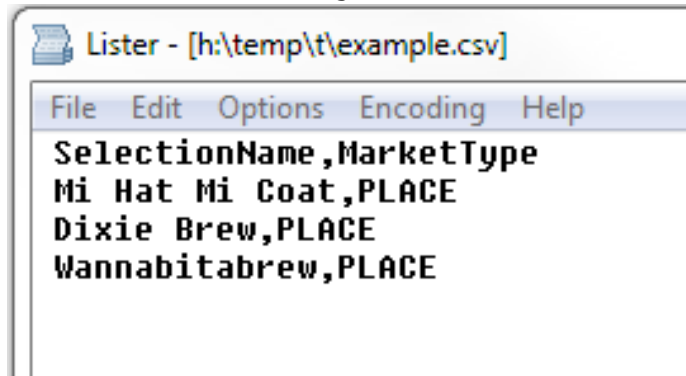 Lister - [h:\temp\t\example.csv]
File Edit Options Encoding Help
SelectionName,MarketType
Mi Hat Mi Coat,PLACE
Dixie Brew,PLACE
Wannabitabrew,PLACE